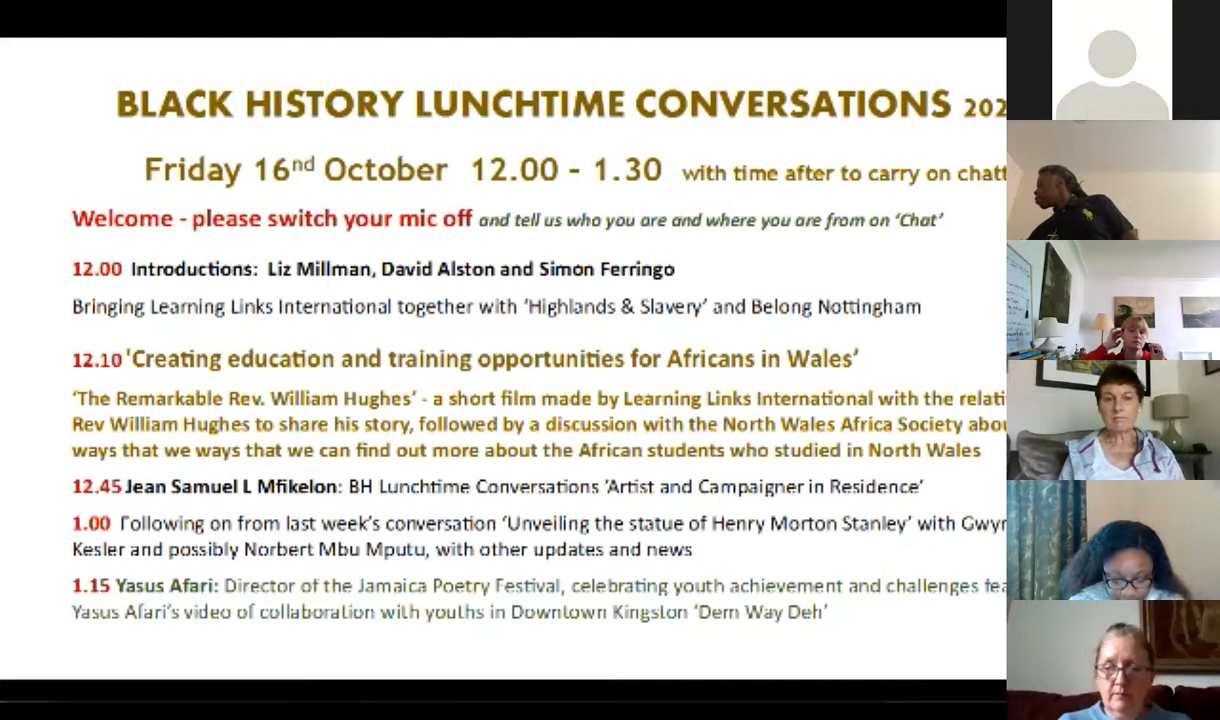 BLACK HISTORY LUNCHTIME CONVERSATIONS 202
Friday 16nd October 12.00 - 1.30 with time after to carry on chatt
Welcome - please switch your mic off and tell us who you are and where you are from on ‘Chat’
12.00 Introductions: Liz Millman, David Alston and Simon Ferringo
Bringing Learning Links International together with ‘Highlands & Slavery’ and Belong Nottingham
12.10 'Creating education and training opportunities for Africans in Wales’
‘The Remarkable Rev. William Hughes’ - a short film made by Learning Links International with the relati
Rev William Hughes to share his story, followed by a discussion with the North Wales Africa Society abou
ways that we ways that we can find out more about the African students who studied in North Wales
12.45 Jean Samuel L Mfikelon: BH Lunchtime Conversations ‘Artist and Campaigner in Residence’
1.00 Following on from last week’s conversation ‘Unveiling the statue of Henry Morton Stanley’ with Gwyn
Kesler and possibly Norbert Mbu Mputu, with other updates and news
1.15 Yasus Afari: Director of the Jamaica Poetry Festival, celebrating youth achievement and challenges fea
Yasus Afari’s video of collaboration with youths in Downtown Kingston ‘Dem Way Deh’